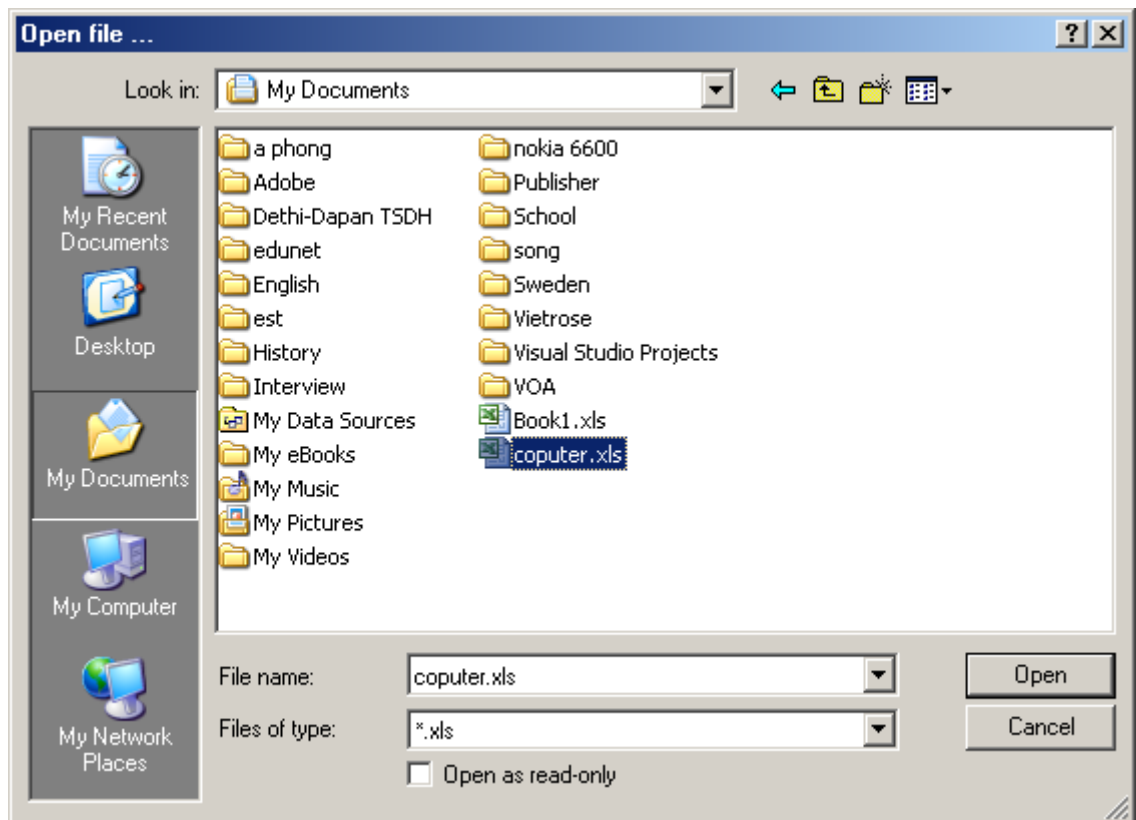 Open file ...
Look in: My Documents
My Recent
Documents
Desktop
My Documents
My Computer
My Network
Places
a phong
Adobe
Dethi-Dapan TSDH
edunet
English
est
History
Interview
My Data Sources
My eBooks
My Music
My Pictures
My Videos
nokia 6600
Publisher
School
song
Sweden
Vietrose
Visual Studio Projects
VOA
Book1.xls
coputer.xls
File name: coputer.xls Open
Files of type: *.xls Cancel
Open as read-only